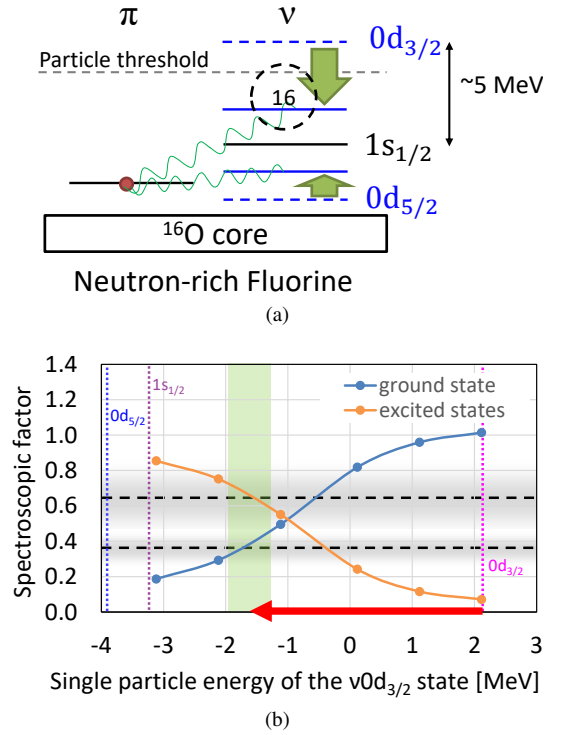 π ν
0d3/2
Particle threshold
16
~5 MeV
1s1/2
0d5/2
16O core
Neutron-rich Fluorine
(a)
1.4
1.2
1.0
0.8
0.6
0.4
0.2
0.0
Spectroscopic factor
0d5/2
1s1/2
ground state
excited states
0d3/2
-4 -3 -2 -1 0 1 2 3
Single particle energy of the ν0d3/2 state [MeV]
(b)